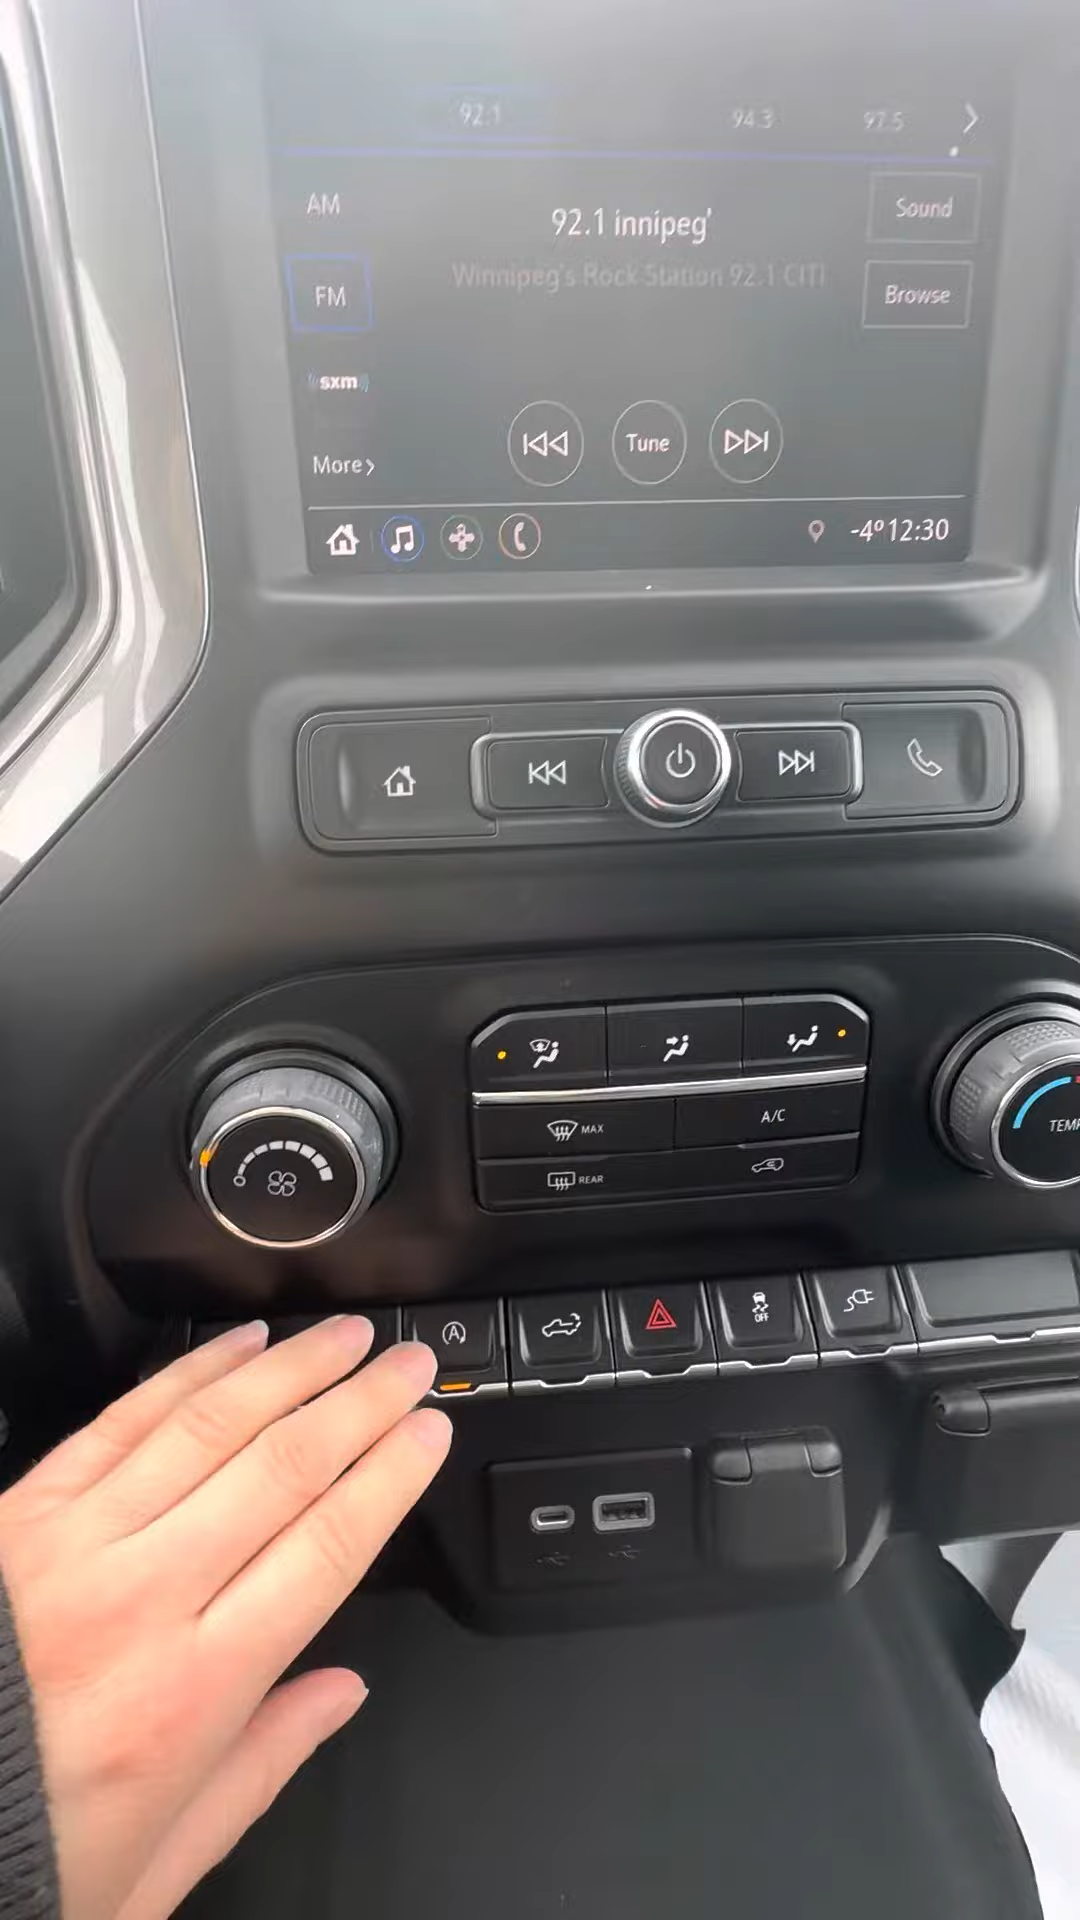 92.1 94.3 97.5
AM
92.1 innipeg'
Sound
Winnipeg's Rock Station 92.1 CITI
FM
Browse
sxm
Tune
More
-4° 12:30
MAX
A/C
REAR
TEMP
A
OFF